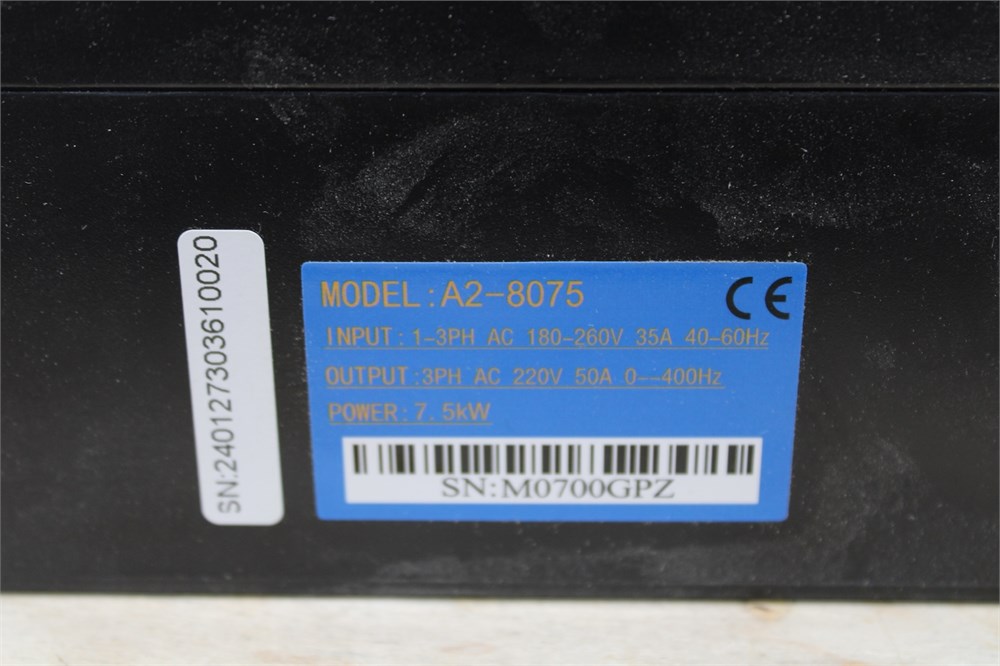 SN:240127303610020
MODEL:A2-8075
CE
INPUT:1-3PH AC 180-260V 35A 40-60Hz
OUTPUT:3PH AC 220V 50A 0--400Hz
POWER:7.5kW
SN:M0700GPZ